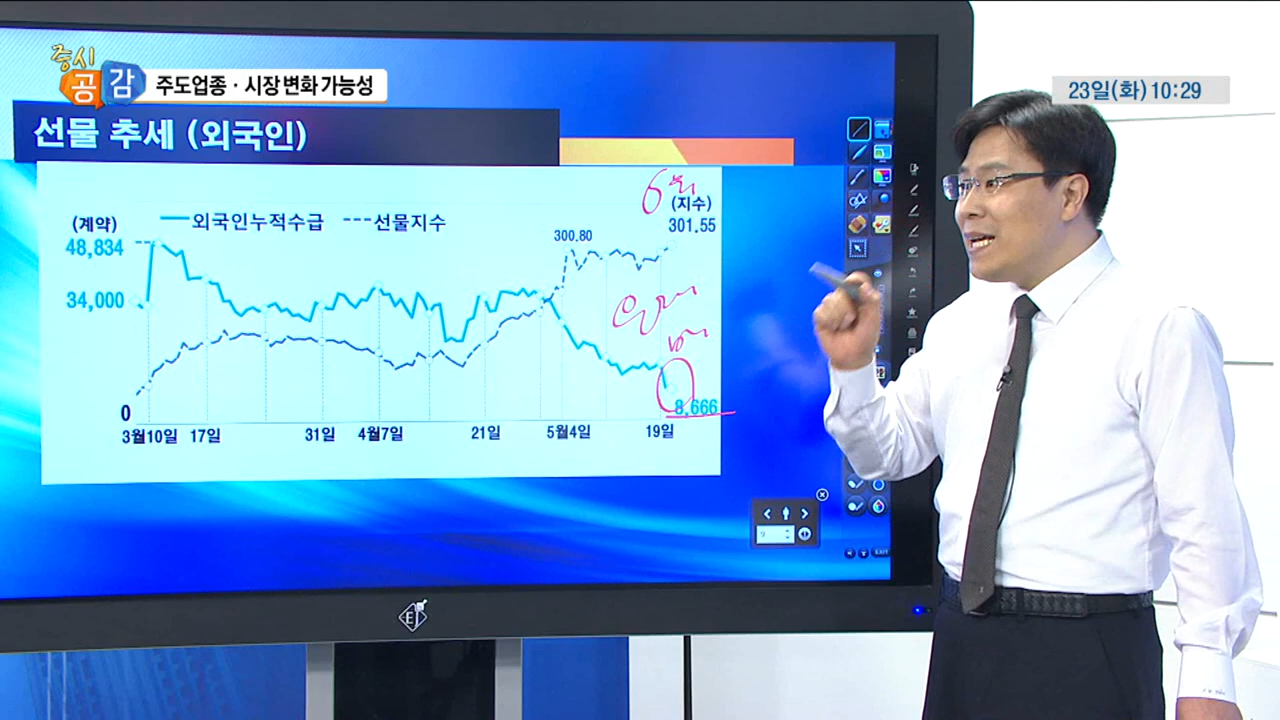 증시
공감
주도업종·시장변화 가능성
23일(화) 10:29
선물 추세 (외국인)
(계약)
외국인누적수급
선물지수
(지수)
48,834
300.80
301.55
34,000
8,666
0
3월10일 17일 31일 4월7일 21일 5월4일 19일
9
EXIT